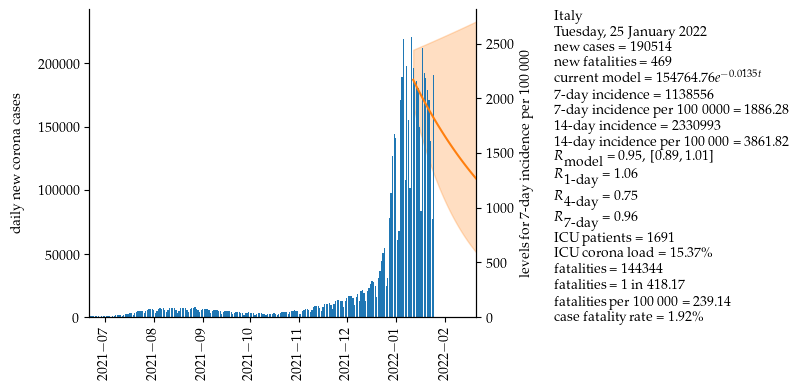 daily new corona cases
200000
150000
100000
50000
0
2021−07
2021−08
2021−09
2021−10
2021−11
2021−12
2022−01
2022−02
2500
2000
1500
1000
500
0
levels for 7-day incidence per 100 000
Italy
Tuesday, 25 January 2022
new cases = 190514
new fatalities = 469
current model = 154764.76e^{−0.0135t}
7-day incidence = 1138556
7-day incidence per 100 0000 = 1886.28
14-day incidence = 2330993
14-day incidence per 100 000 = 3861.82
R_model = 0.95, [0.89, 1.01]
R_1-day = 1.06
R_4-day = 0.75
R_7-day = 0.96
ICU patients = 1691
ICU corona load = 15.37%
fatalities = 144344
fatalities = 1 in 418.17
fatalities per 100 000 = 239.14
case fatality rate = 1.92%